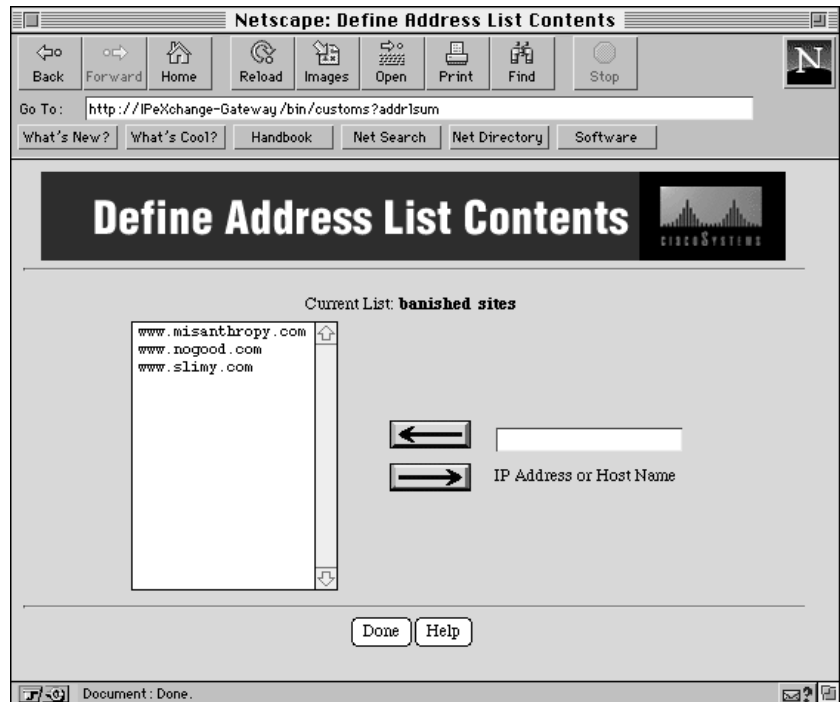 Netscape: Define Address List Contents
Back Forward Home Reload Images Open Print Find Stop
N
Go To: http://IPeXchange-Gateway/bin/customs?addrlsum
What's New? What's Cool? Handbook Net Search Net Directory Software
Define Address List Contents
CISCO SYSTEMS
Current List: banished sites
www.misanthropy.com
www.nogood.com
www.slimy.com
IP Address or Host Name
Done Help
Document: Done.
?